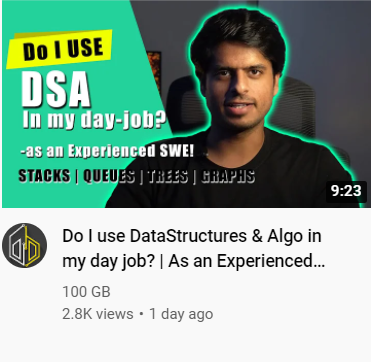 Do I USE
DSA
In my day-job?
-as an Experienced SWE!
STACKS | QUEUES | TREES | GRAPHS
9:23
Do I use DataStructures & Algo in
my day job? | As an Experienced...
100 GB
2.8K views • 1 day ago